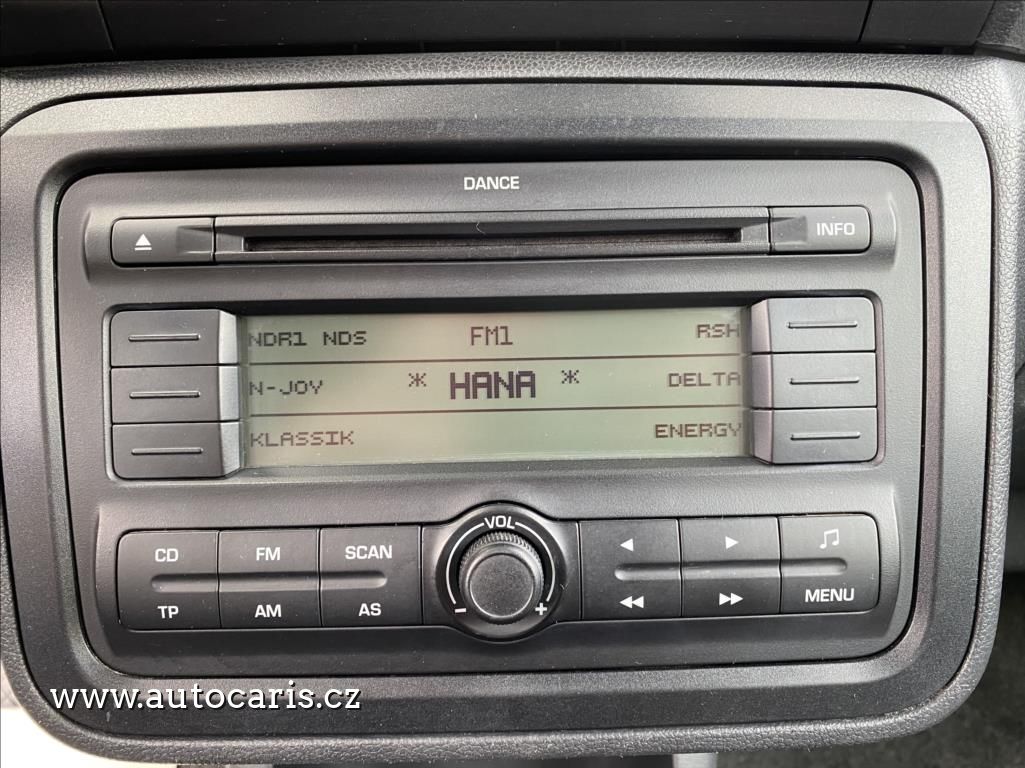 DANCE
INFO
NDR1 NDS FM1 RSH
N-JOY * HANA * DELTA
KLASSIK ENERGY
VOL
CD FM SCAN
TP AM AS - + MENU
www.autocaris.cz